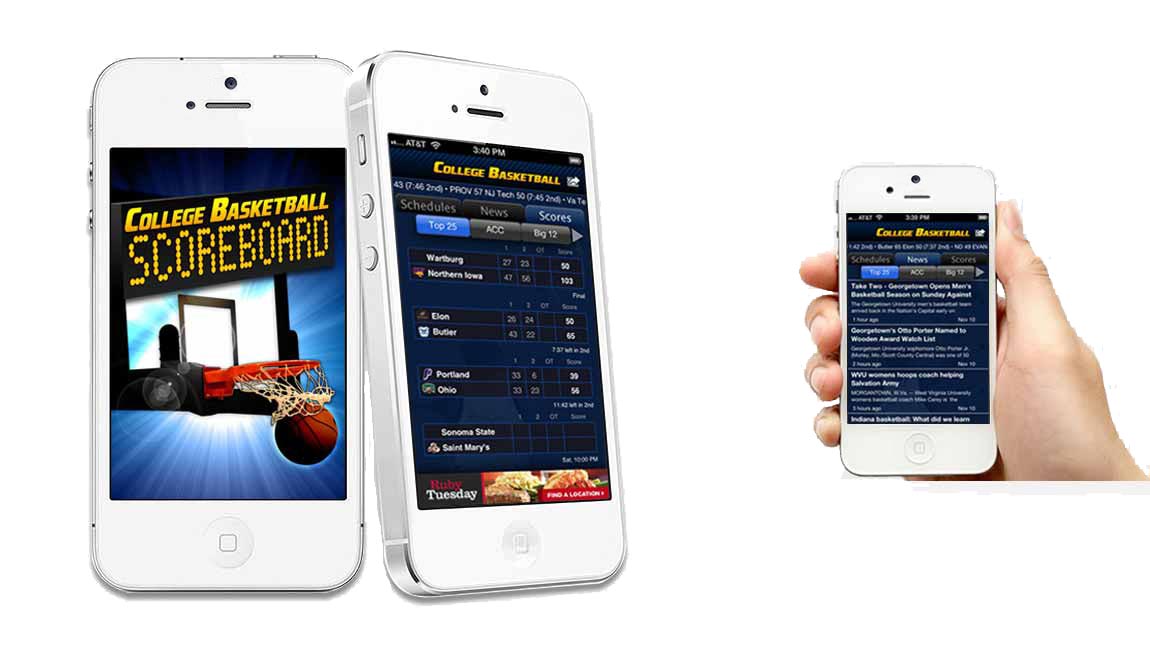 COLLEGE BASKETBALL
SCOREBOARD
AT&T 3:40 PM
COLLEGE BASKETBALL
43 (7:46 2nd) • PROV 57 NJ Tech 50 (7:45 2nd) • Va Te
Schedules News Scores
Top 25 ACC Big 12
1 2 OT Score
Wartburg 27 23 50
Northern Iowa 47 56 103
Final
1 2 OT Score
Elon 26 24 50
Butler 43 22 65
7:37 left in 2nd
1 2 OT Score
Portland 33 6 39
Ohio 33 23 56
11:42 left in 2nd
1 2 OT Score
Sonoma State
Saint Mary's
Sat, 10:00 PM
Ruby
Tuesday
FIND A LOCATION
AT&T 3:39 PM
COLLEGE BASKETBALL
1:42 2nd) • Butler 65 Elon 50 (7:37 2nd) • NO #9 EVAN
Schedules News Scores
Top 25 ACC Big 12
Take Two - Georgetown Opens Men's
Basketball Season on Sunday Against
The Georgetown University men's basketball team
arrived back in the Nation's Capital early on
1 hour ago Nov 10
Georgetown's Otto Porter Named to
Wooden Award Watch List
Georgetown University sophomore Otto Porter Jr.
(Morley, Mo./Scott County Central) was one of 50
2 hours ago Nov 10
WVU womens hoops coach helping
Salvation Army
MORGANTOWN, W.Va. -- West Virginia University
womens basketball coach Mike Carey is 'the
5 hours ago Nov 10
Indiana basketball: What did we learn